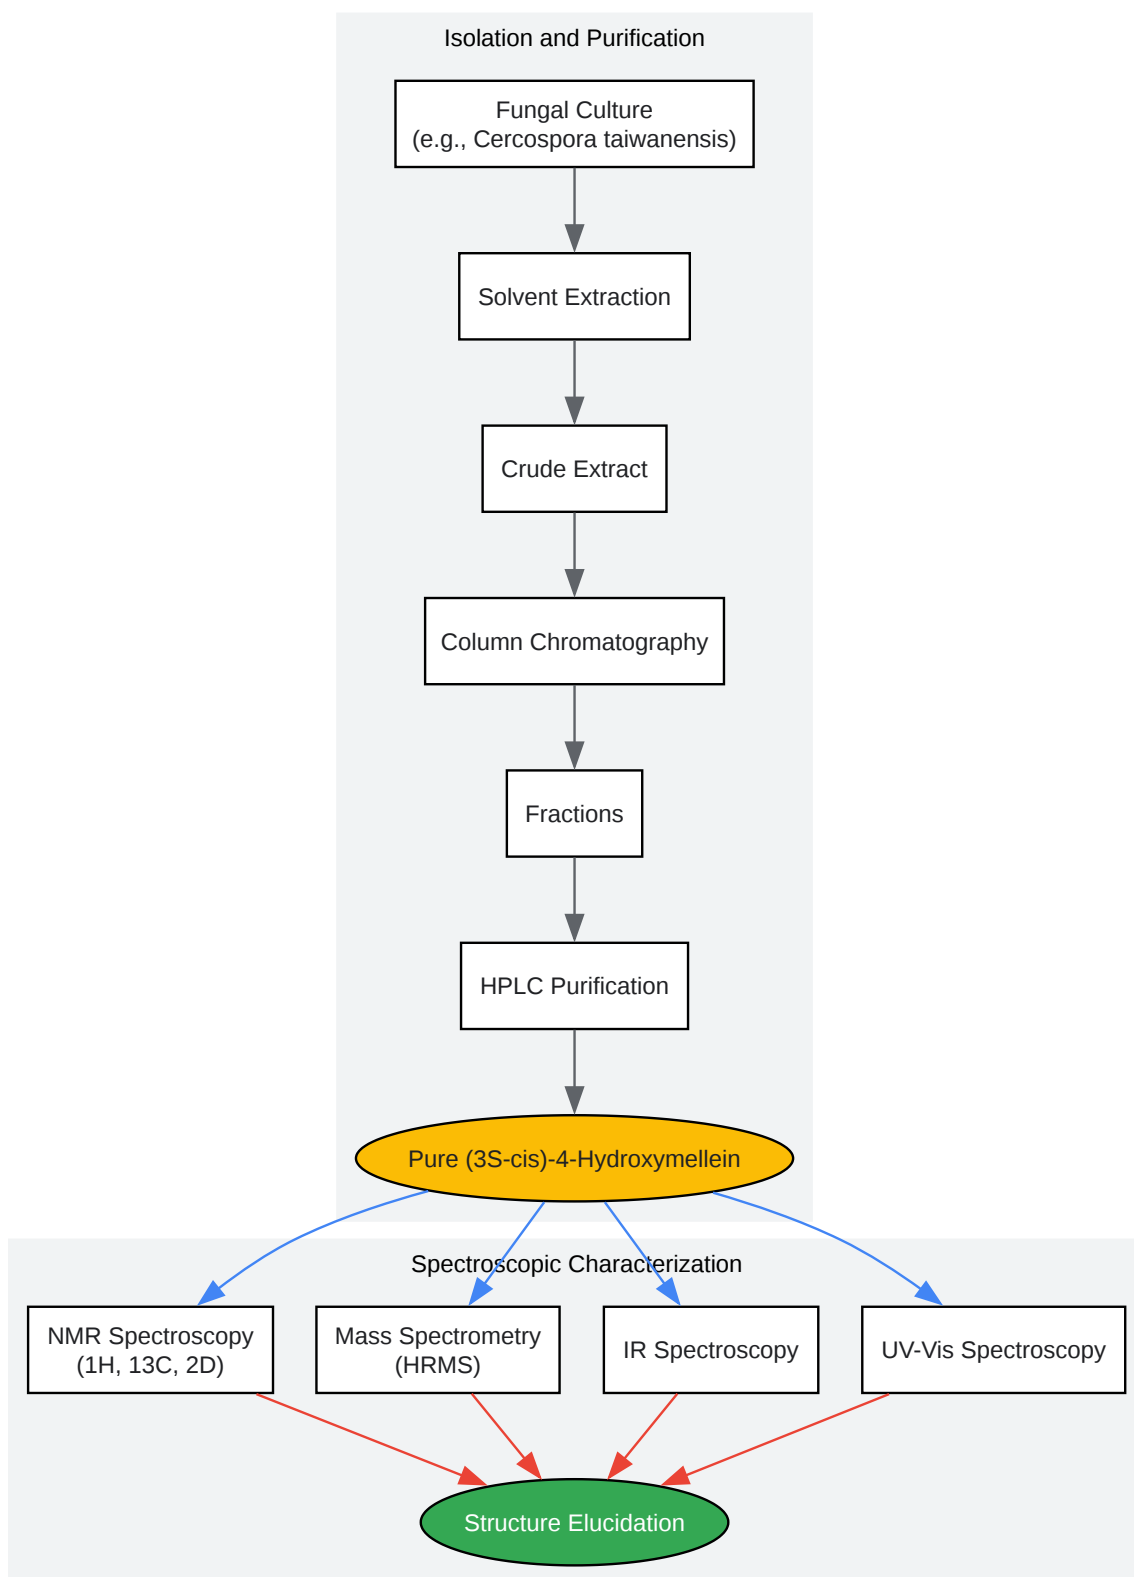 Isolation and Purification
Fungal Culture
(e.g., Cercospora taiwanensis)
Solvent Extraction
Crude Extract
Column Chromatography
Fractions
HPLC Purification
Pure (3S-cis)-4-Hydroxymellein
Spectroscopic Characterization
NMR Spectroscopy
(1H, 13C, 2D)
Mass Spectrometry
(HRMS)
IR Spectroscopy
UV-Vis Spectroscopy
Structure Elucidation